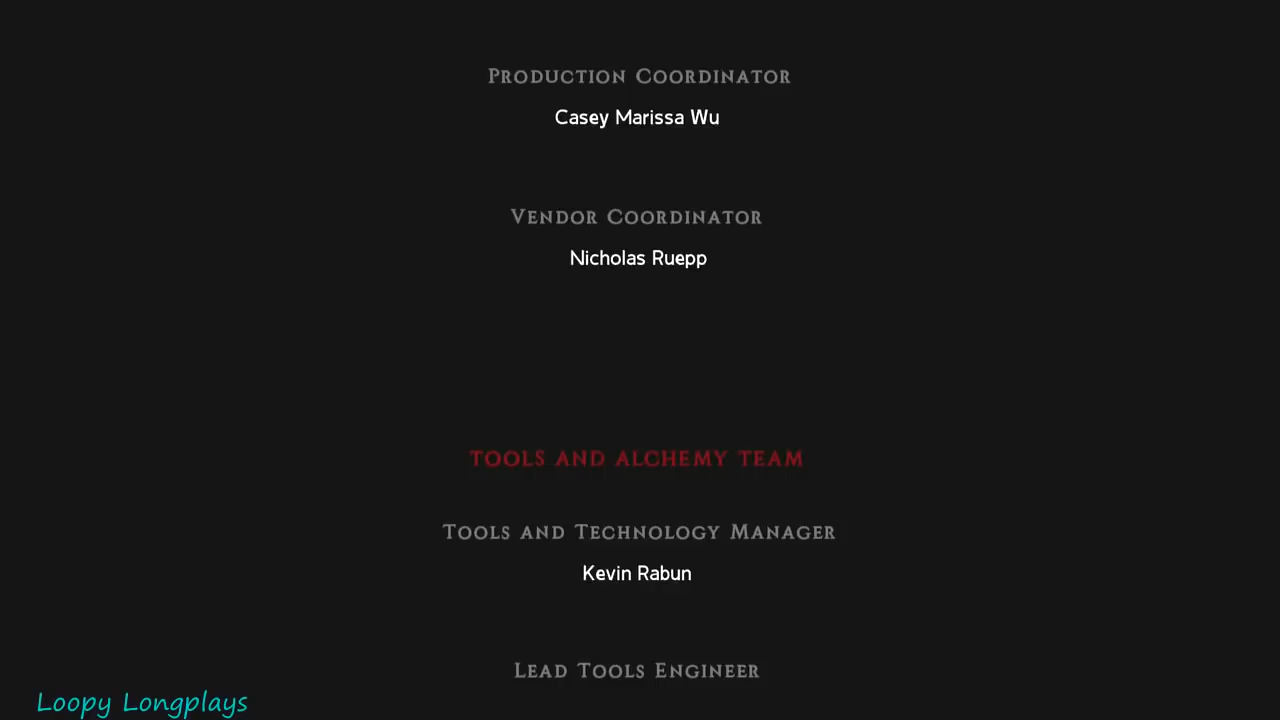 Production Coordinator
Casey Marissa Wu
Vendor Coordinator
Nicholas Ruepp
TOOLS AND ALCHEMY TEAM
Tools and Technology Manager
Kevin Rabun
Lead Tools Engineer
Loopy Longplays